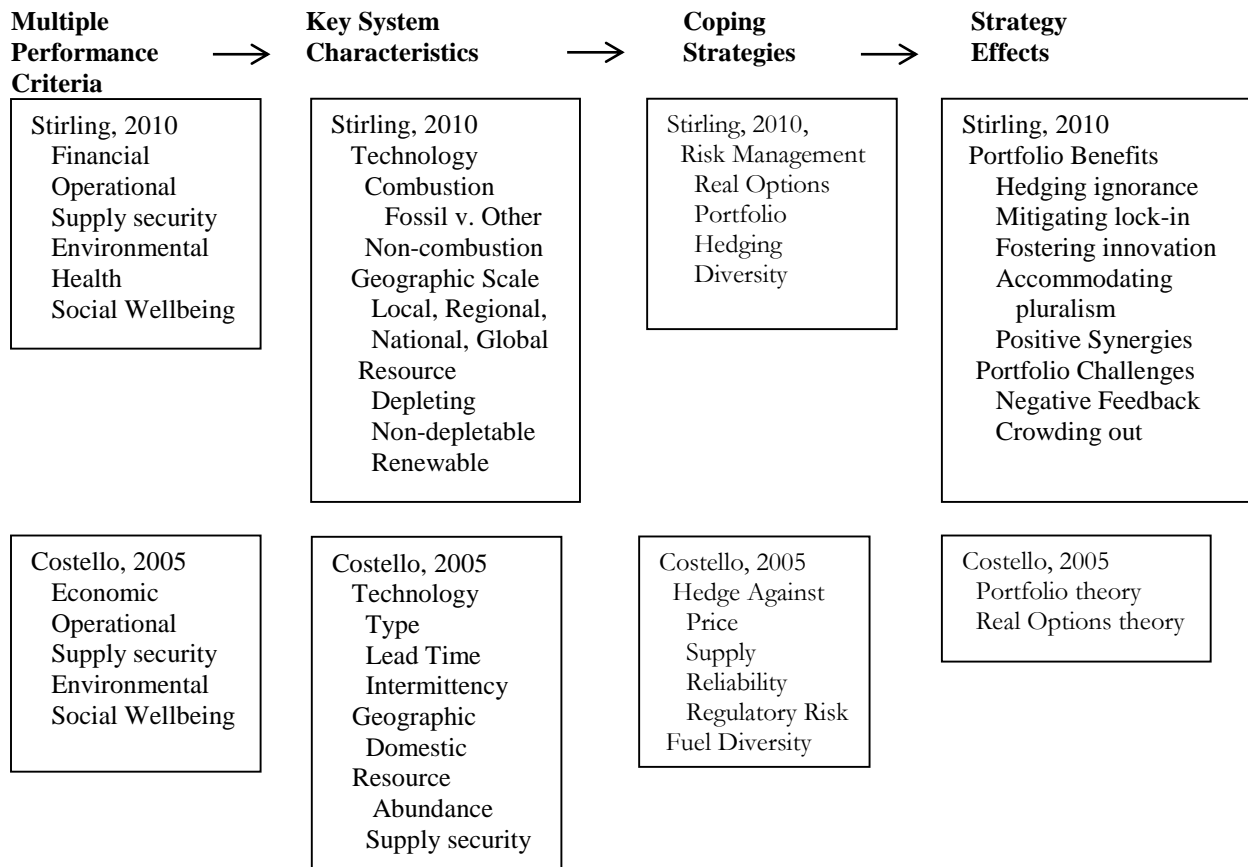 Multiple
Performance
Criteria
Key System
Characteristics
Coping
Strategies
Strategy
Effects
Stirling, 2010
Financial
Operational
Supply security
Environmental
Health
Social Wellbeing
Stirling, 2010
Technology
Combustion
Fossil v. Other
Non-combustion
Geographic Scale
Local, Regional,
National, Global
Resource
Depleting
Non-depletable
Renewable
Stirling, 2010,
Risk Management
Real Options
Portfolio
Hedging
Diversity
Stirling, 2010
Portfolio Benefits
Hedging ignorance
Mitigating lock-in
Fostering innovation
Accommodating
pluralism
Positive Synergies
Portfolio Challenges
Negative Feedback
Crowding out
Costello, 2005
Economic
Operational
Supply security
Environmental
Social Wellbeing
Costello, 2005
Technology
Type
Lead Time
Intermittency
Geographic
Domestic
Resource
Abundance
Supply security
Costello, 2005
Hedge Against
Price
Supply
Reliability
Regulatory Risk
Fuel Diversity
Costello, 2005
Portfolio theory
Real Options theory